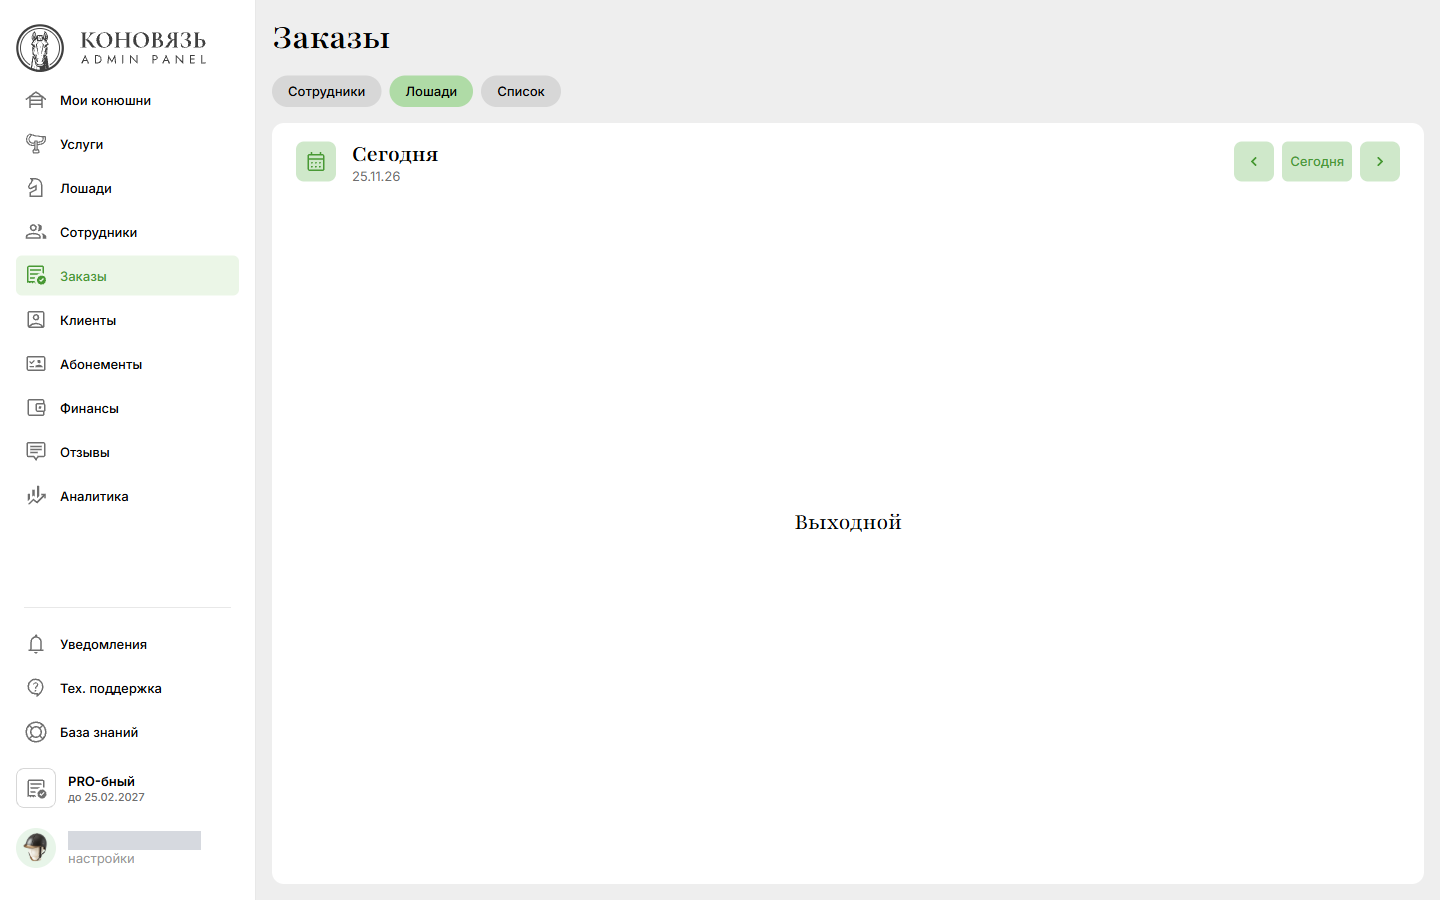 КОНОВЯЗЬ
ADMIN PANEL
Мои конюшни
Услуги
Лошади
Сотрудники
Заказы
Клиенты
Абонементы
Финансы
Отзывы
Аналитика
Уведомления
Тех. поддержка
База знаний
PRO-бный
до 25.02.2027
настройки
Заказы
Сотрудники
Лошади
Список
Сегодня
25.11.26
Сегодня
Выходной